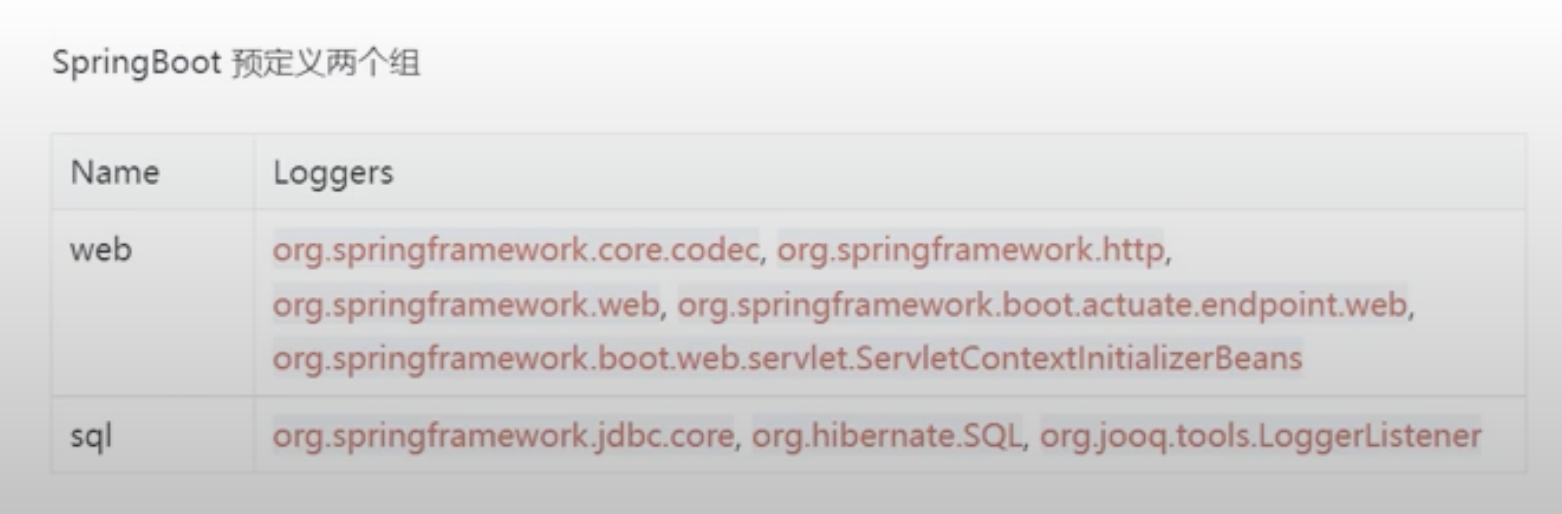 SpringBoot 预定义两个组
Name Loggers
web org.springframework.core.codec, org.springframework.http,
org.springframework.web, org.springframework.boot.actuate.endpoint.web,
org.springframework.boot.web.servlet.ServletContextInitializerBeans
sql org.springframework.jdbc.core, org.hibernate.SQL, org.jooq.tools.LoggerListener